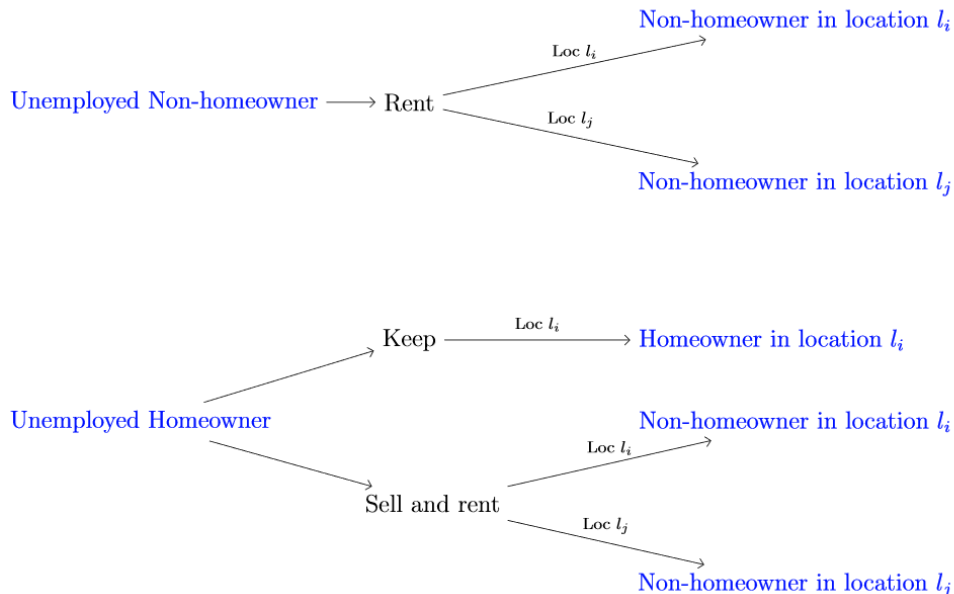 Non-homeowner in location l_i
Loc l_i
Unemployed Non-homeowner
Rent
Loc l_j
Non-homeowner in location l_j
Loc l_i
Keep
Homeowner in location l_i
Unemployed Homeowner
Non-homeowner in location l_i
Loc l_i
Sell and rent
Loc l_j
Non-homeowner in location l_j